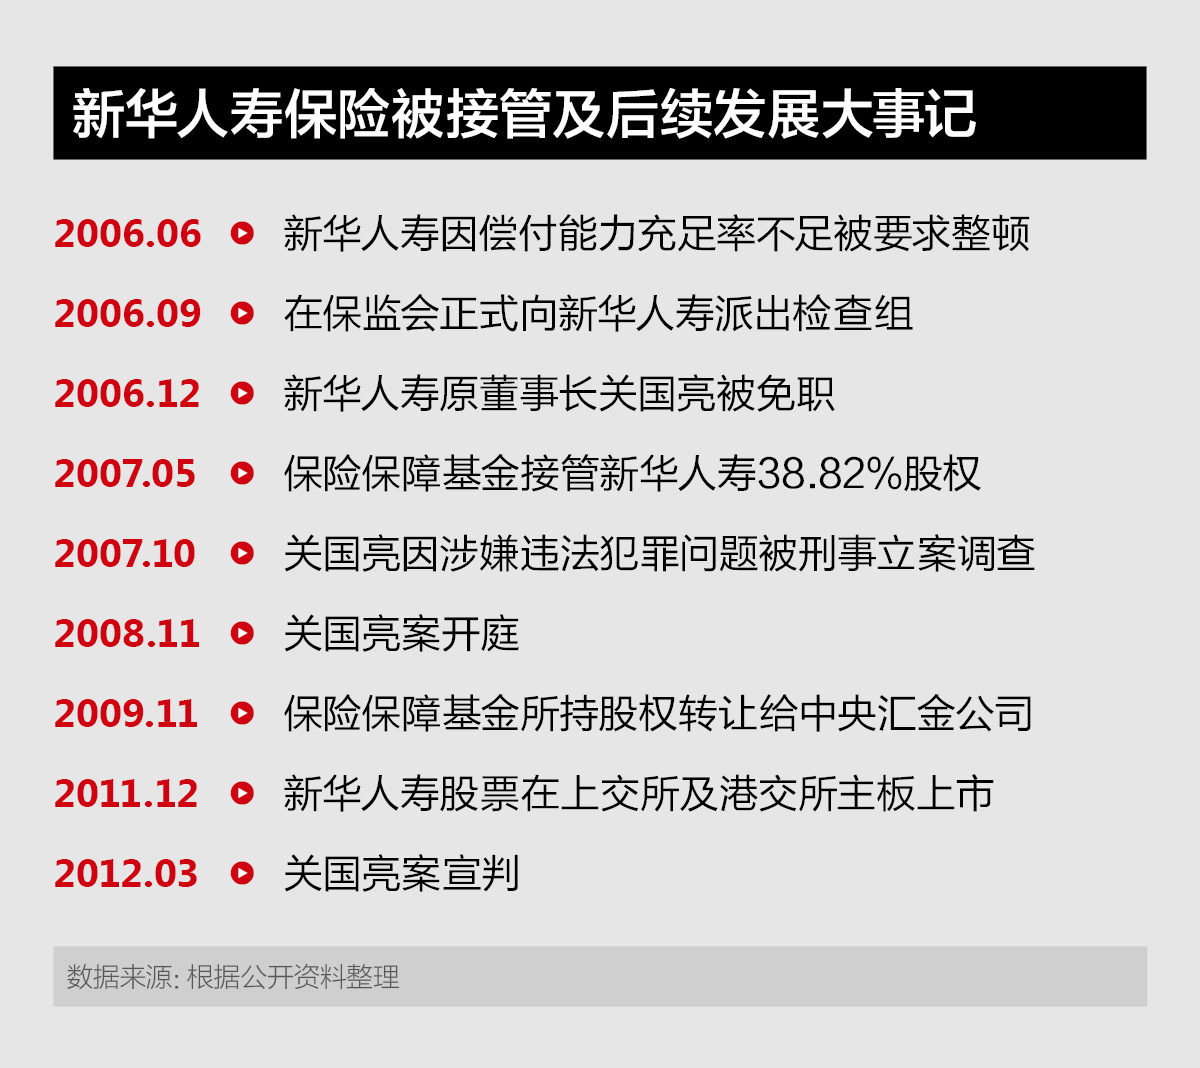 新华人寿保险被接管及后续发展大事记
2006.06 新华人寿因偿付能力充足率不足被要求整顿
2006.09 在保监会正式向新华人寿派出检查组
2006.12 新华人寿原董事长关国亮被免职
2007.05 保险保障基金接管新华人寿38.82%股权
2007.10 关国亮因涉嫌违法犯罪问题被刑事立案调查
2008.11 关国亮案开庭
2009.11 保险保障基金所持股权转让给中央汇金公司
2011.12 新华人寿股票在上交所及港交所主板上市
2012.03 关国亮案宣判
数据来源: 根据公开资料整理